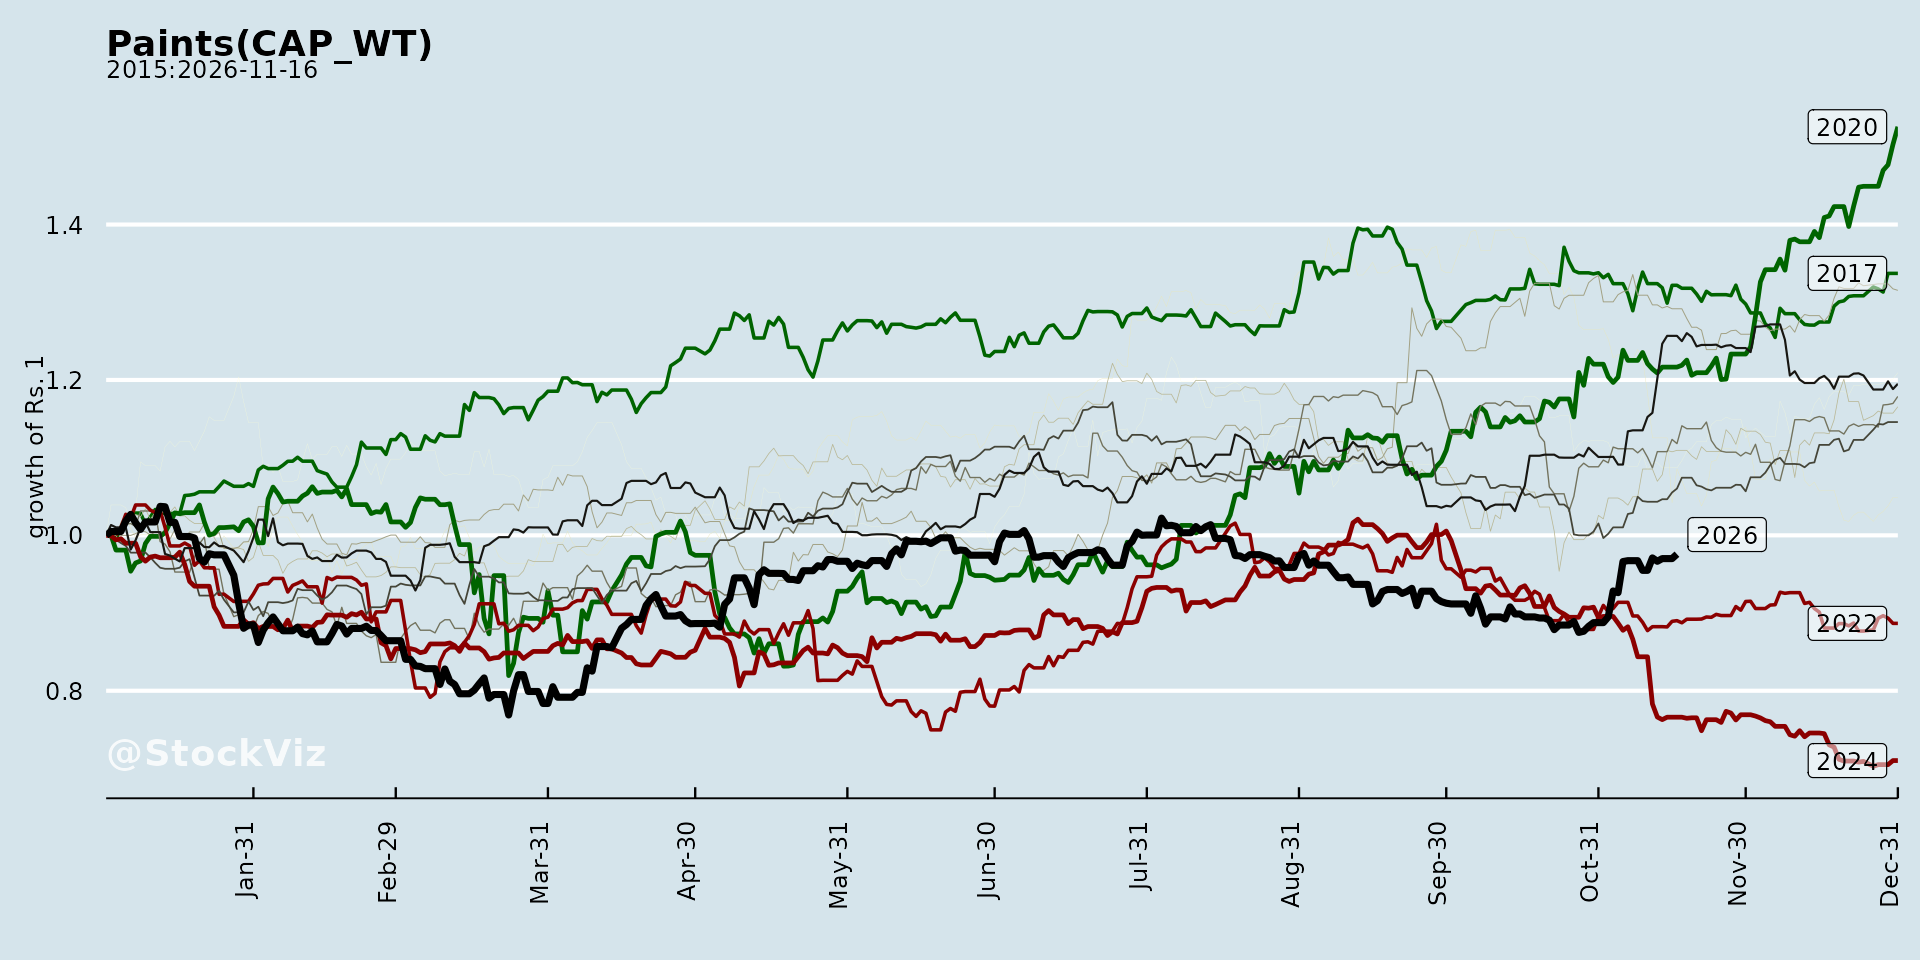 Paints(CAP_WT)
2015:2026-11-16
growth of Rs. 1
1.4
1.2
1.0
0.8
2020
2017
2026
2022
2024
@StockViz
Jan-31
Feb-29
Mar-31
Apr-30
May-31
Jun-30
Jul-31
Aug-31
Sep-30
Oct-31
Nov-30
Dec-31